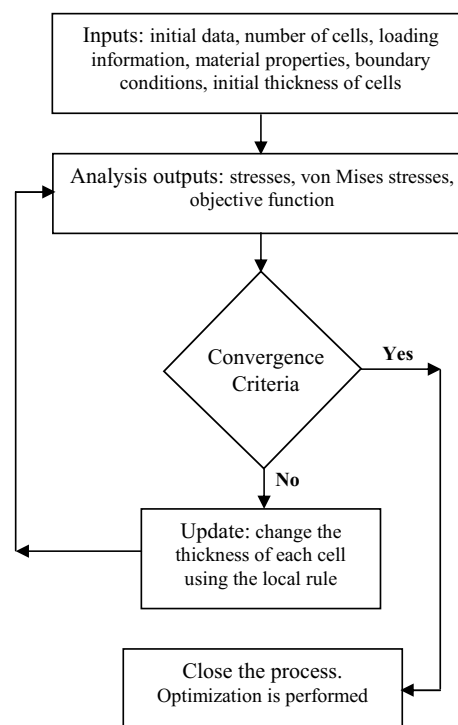 Inputs: initial data, number of cells, loading
information, material properties, boundary
conditions, initial thickness of cells
Analysis outputs: stresses, von Mises stresses,
objective function
Convergence
Criteria
Yes
No
Update: change the
thickness of each cell
using the local rule
Close the process.
Optimization is performed